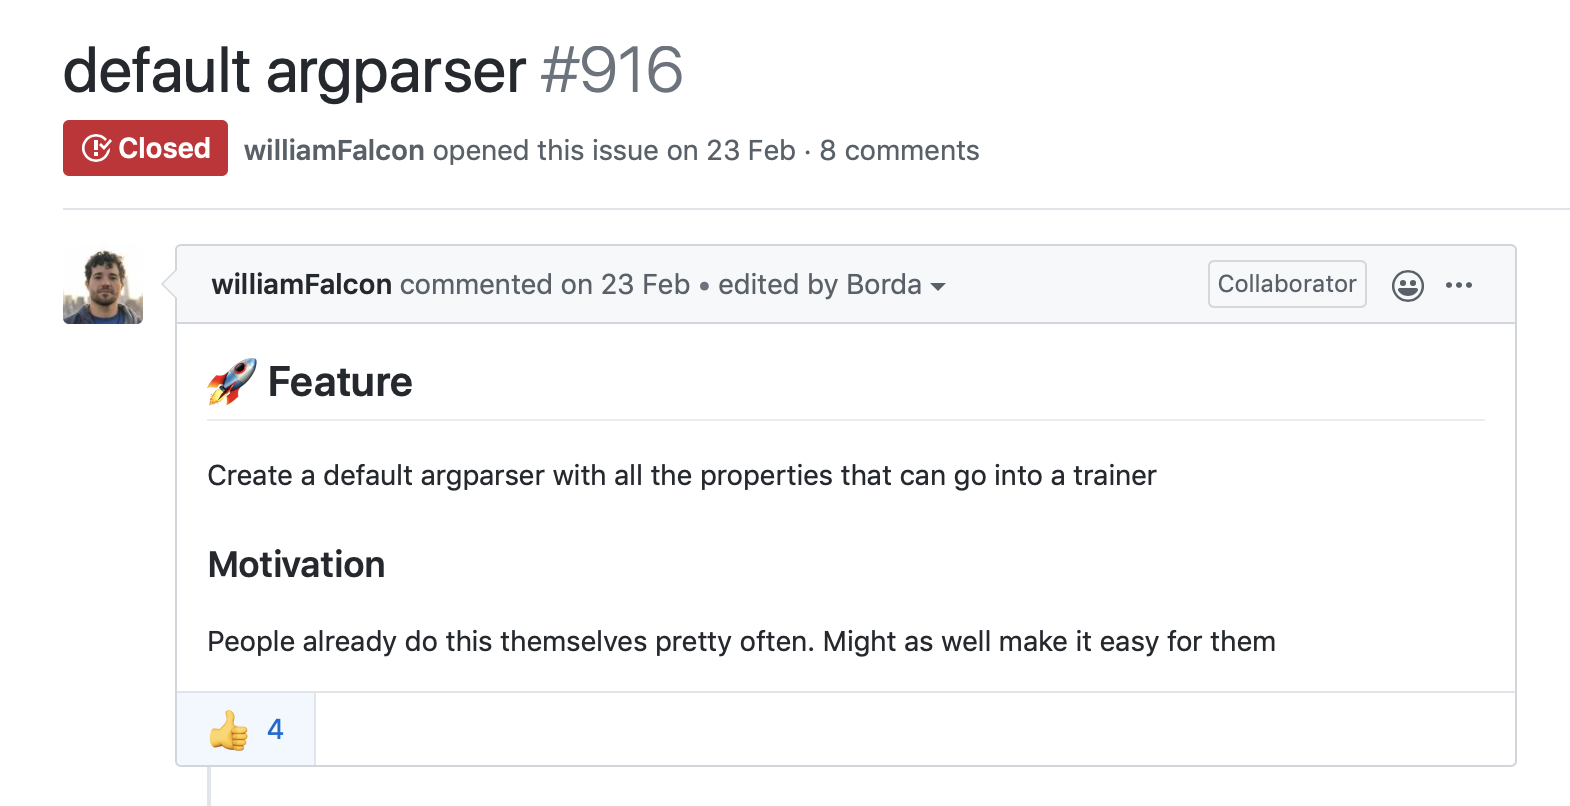 default argparser #916
Closed williamFalcon opened this issue on 23 Feb · 8 comments
williamFalcon commented on 23 Feb • edited by Borda Collaborator
🚀 Feature
Create a default argparser with all the properties that can go into a trainer
Motivation
People already do this themselves pretty often. Might as well make it easy for them
👍 4